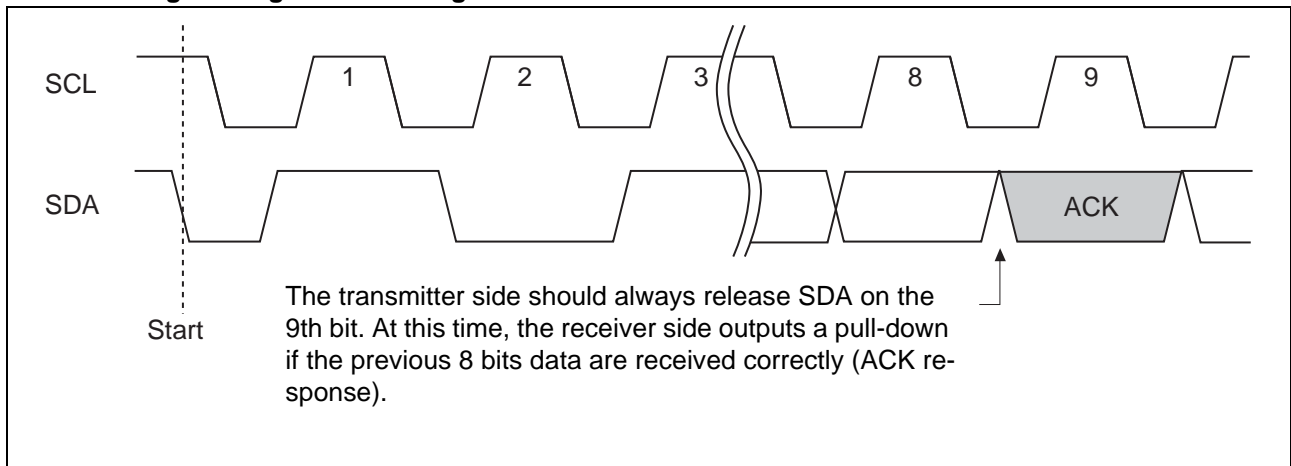 SCL
1
2
3
8
9
SDA
ACK
Start
The transmitter side should always release SDA on the
9th bit. At this time, the receiver side outputs a pull-down
if the previous 8 bits data are received correctly (ACK re-
sponse).